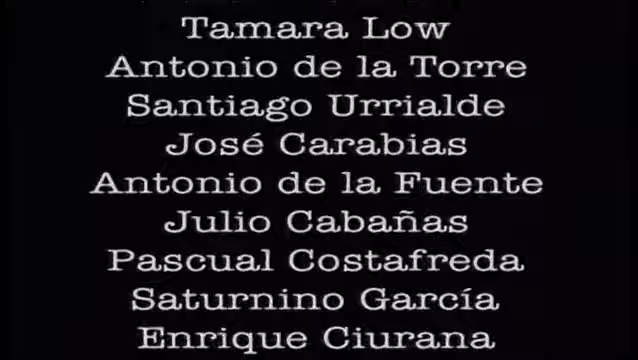 Tamara Low
Antonio de la Torre
Santiago Urrialde
José Carabias
Antonio de la Fuente
Julio Cabañas
Pascual Costafreda
Saturnino García
Enrique Ciurana